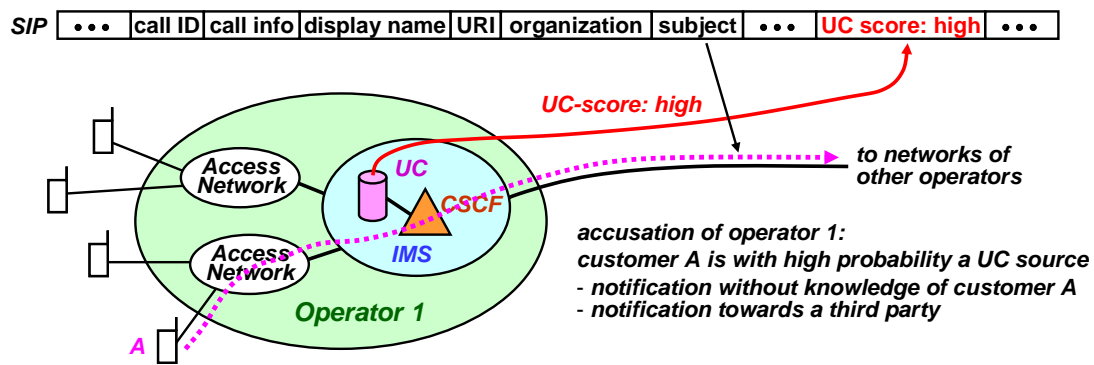 SIP ••• call ID call info display name URI organization subject ••• UC score: high •••
UC-score: high
Access
Network
UC
CSCF
IMS
to networks of
other operators
Access
Network
Operator 1
A
accusation of operator 1:
customer A is with high probability a UC source
- notification without knowledge of customer A
- notification towards a third party